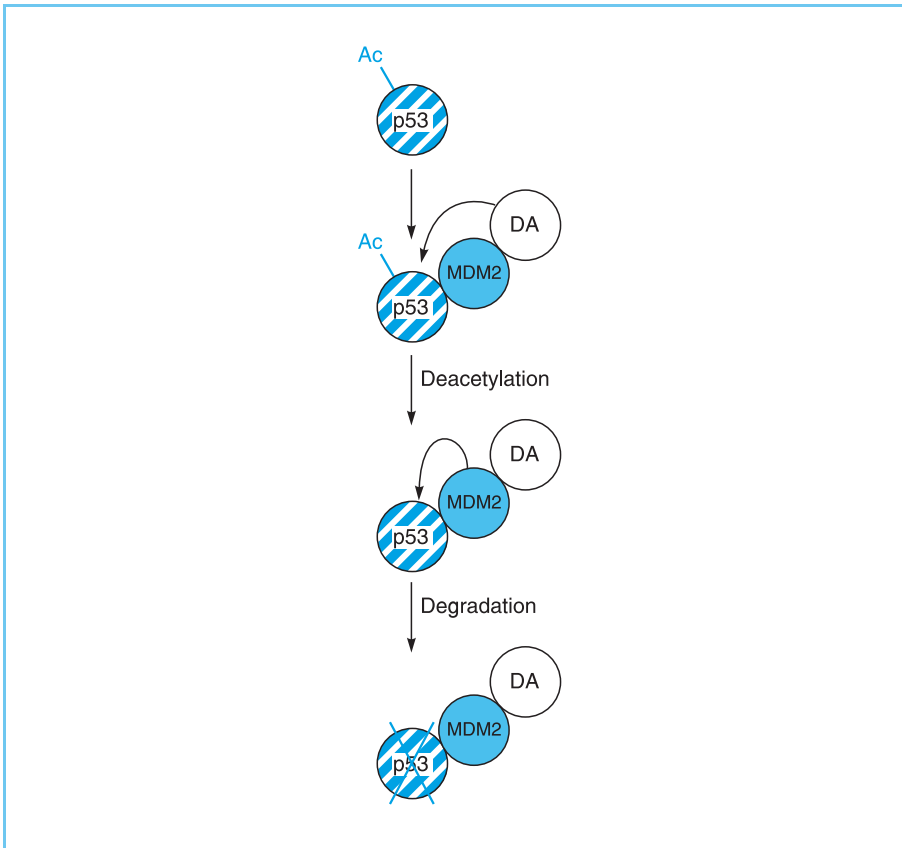 Ac
p53
DA
Ac
MDM2
p53
Deacetylation
DA
MDM2
p53
Degradation
DA
MDM2
p53